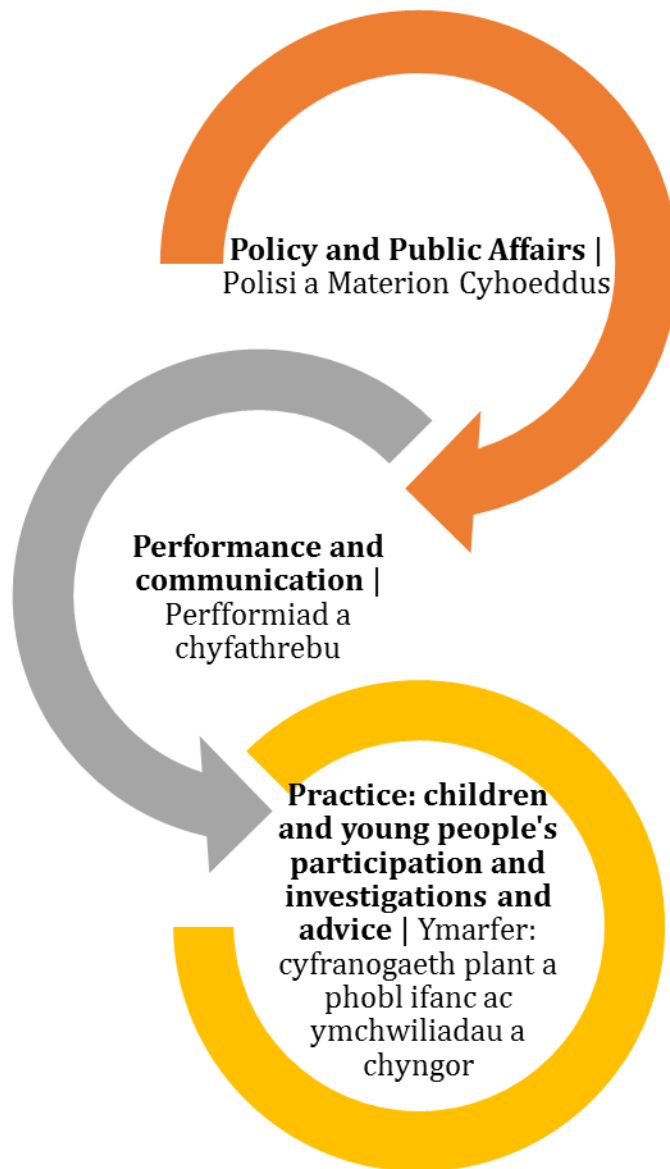 Policy and Public Affairs |
Polisi a Materion Cyhoeddus
Performance and
communication |
Perfformiad a
chyfathrebu
Practice: children
and young people's
participation and
investigations and
advice | Ymarfer:
cyfranogaeth plant a
phobl ifanc ac
ymchwiliadau a
chyngor